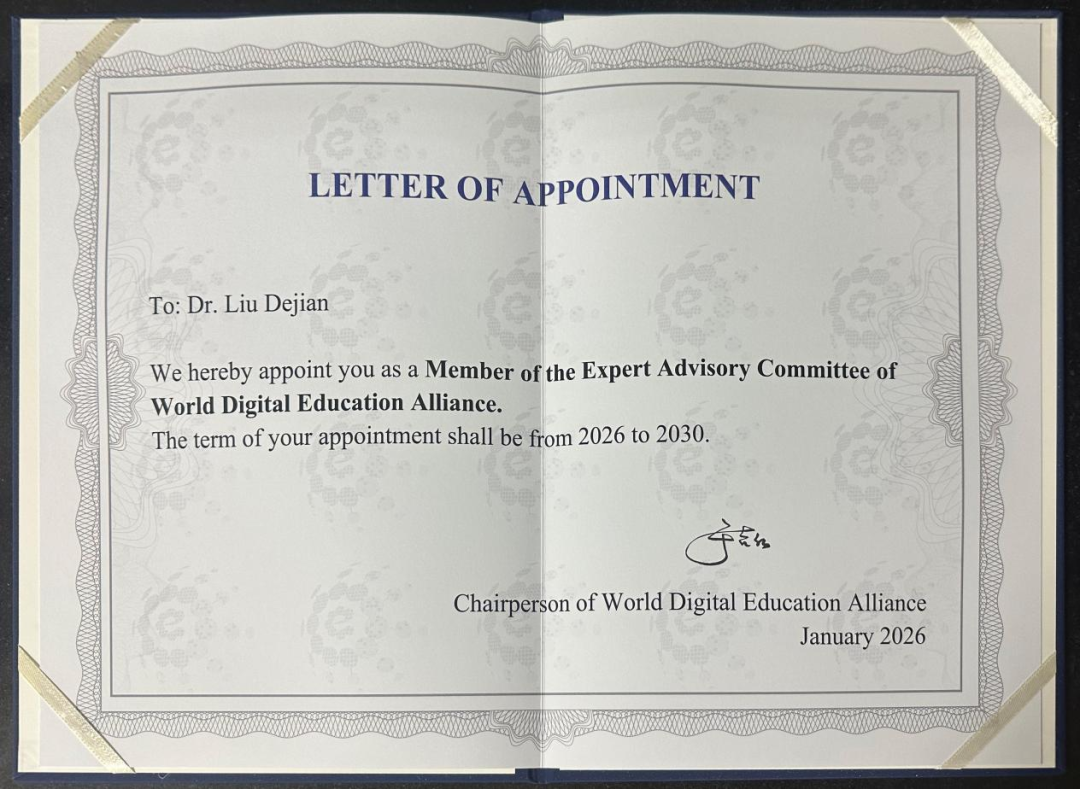 LETTER OF APPOINTMENT
To: Dr. Liu Dejian
We hereby appoint you as a Member of the Expert Advisory Committee of
World Digital Education Alliance.
The term of your appointment shall be from 2026 to 2030.
Chairperson of World Digital Education Alliance
January 2026